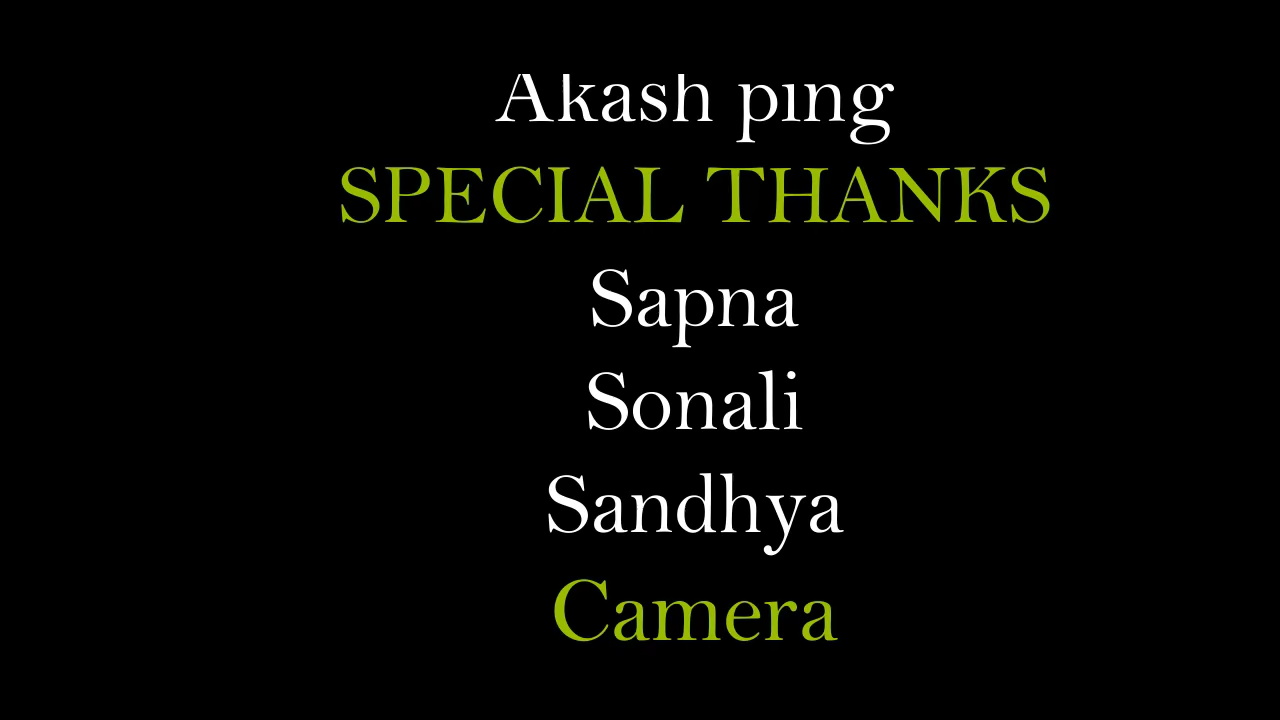 Akash ping
SPECIAL THANKS
Sapna
Sonali
Sandhya
Camera